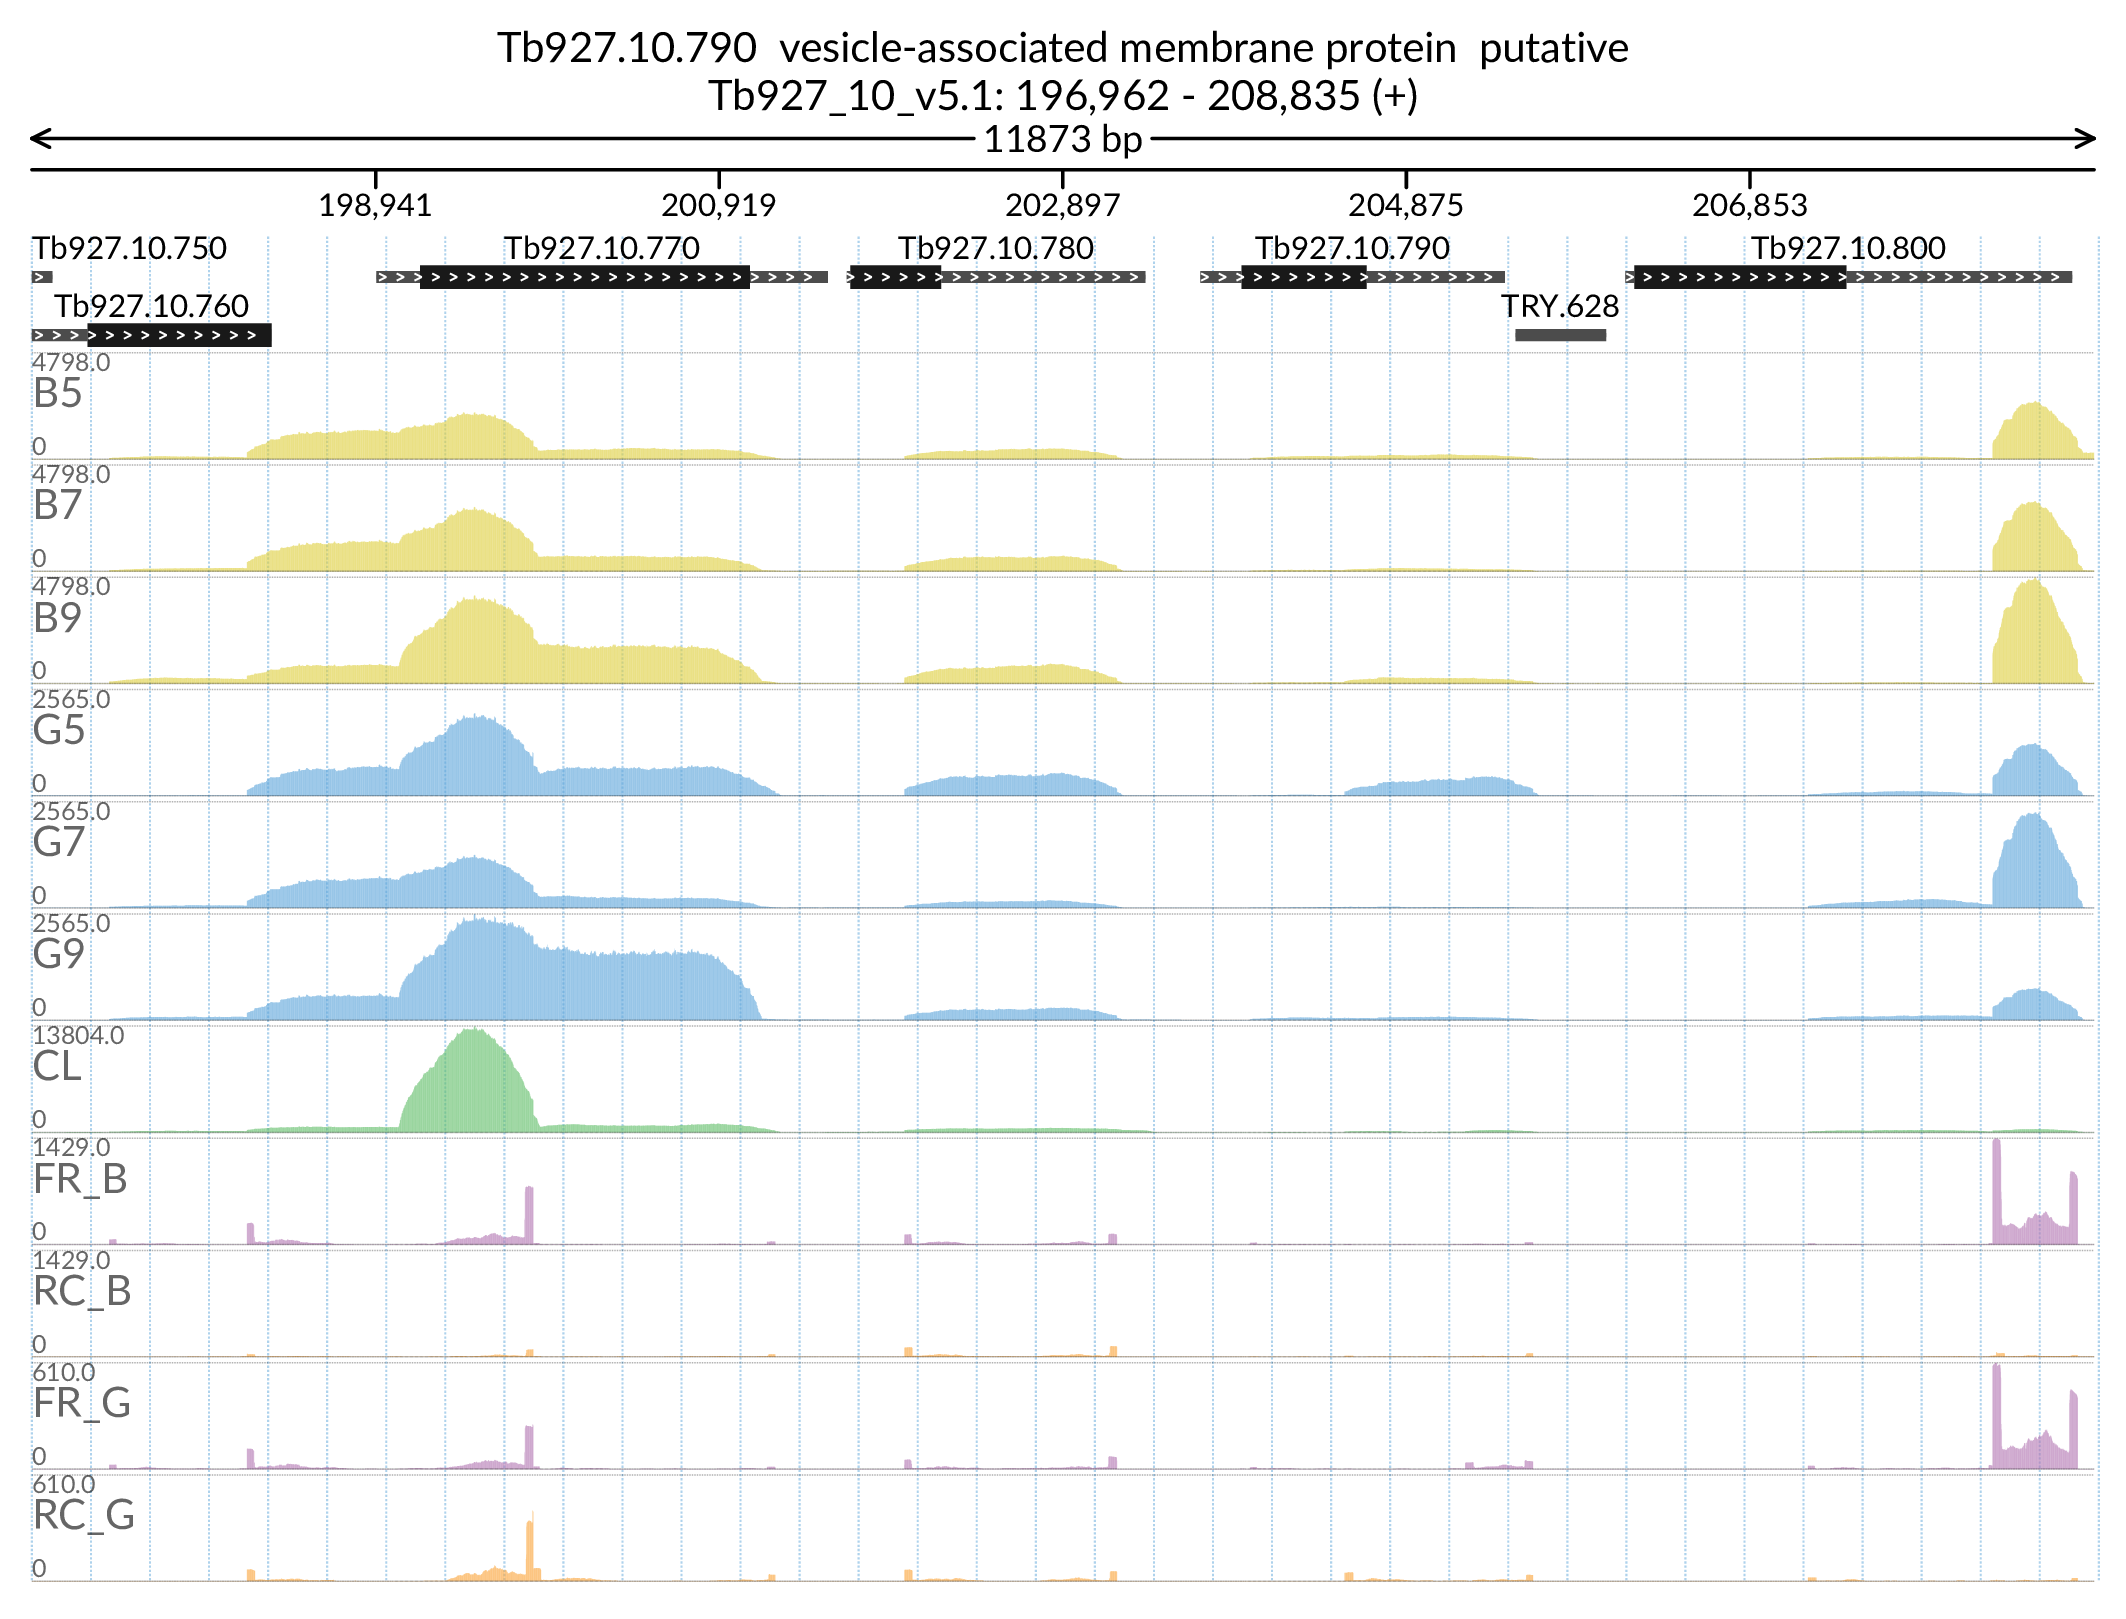 Tb927.10.790  vesicle-associated membrane protein  putative
Tb927_10_v5.1: 196,962 - 208,835 (+)
11873 bp
198,941 200,919 202,897 204,875 206,853
Tb927.10.750 Tb927.10.770 Tb927.10.780 Tb927.10.790 Tb927.10.800
Tb927.10.760 TRY.628
4798.0
B5
0
4798.0
B7
0
4798.0
B9
0
2565.0
G5
0
2565.0
G7
0
2565.0
G9
0
13804.0
CL
0
1429.0
FR_B
0
1429.0
RC_B
0
610.0
FR_G
0
610.0
RC_G
0